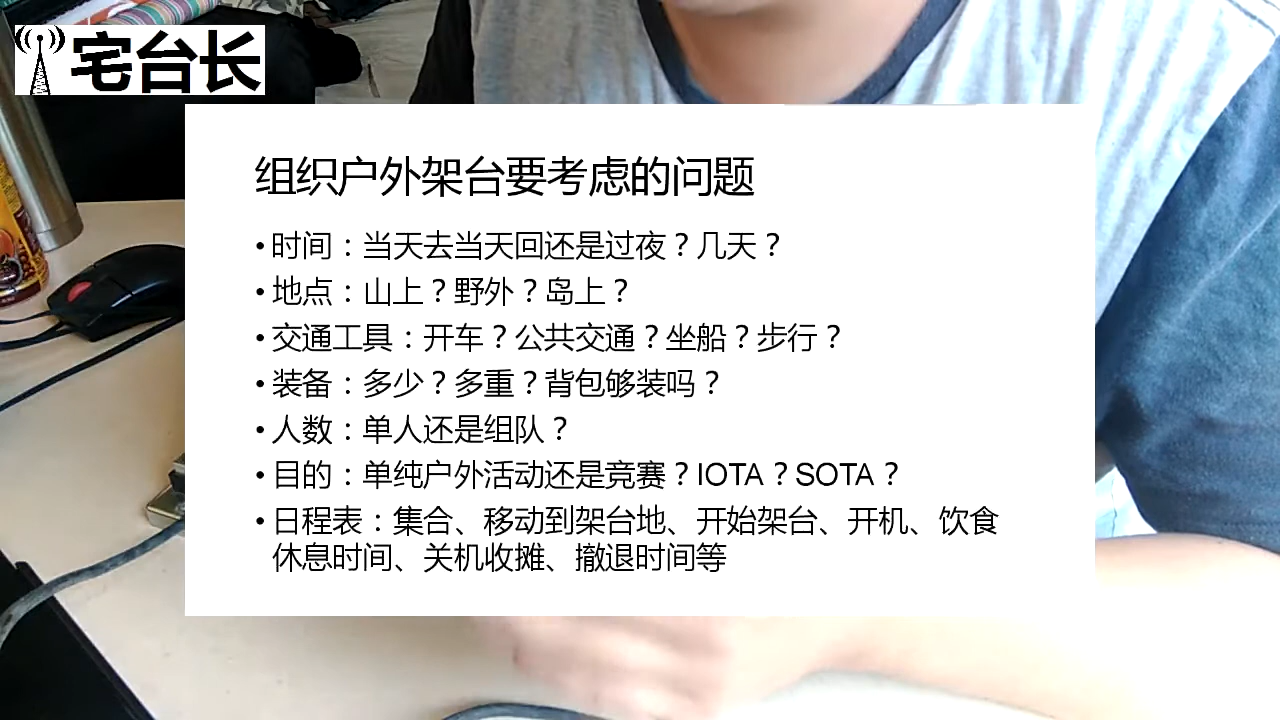 宅台长
组织户外架台要考虑的问题
• 时间：当天去当天回还是过夜？几天？
• 地点：山上？野外？岛上？
• 交通工具：开车？公共交通？坐船？步行？
• 装备：多少？多重？背包够装吗？
• 人数：单人还是组队？
• 目的：单纯户外活动还是竞赛？IOTA？SOTA？
• 日程表：集合、移动到架台地、开始架台、开机、饮食
休息时间、关机收摊、撤退时间等